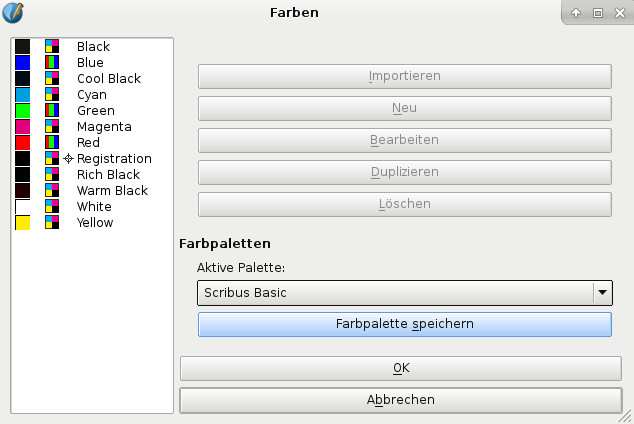 Farben
Black
Blue
Cool Black
Cyan
Green
Magenta
Red
Registration
Rich Black
Warm Black
White
Yellow
Importieren
Neu
Bearbeiten
Duplizieren
Löschen
Farbpaletten
Aktive Palette:
Scribus Basic
Farbpalette speichern
OK
Abbrechen